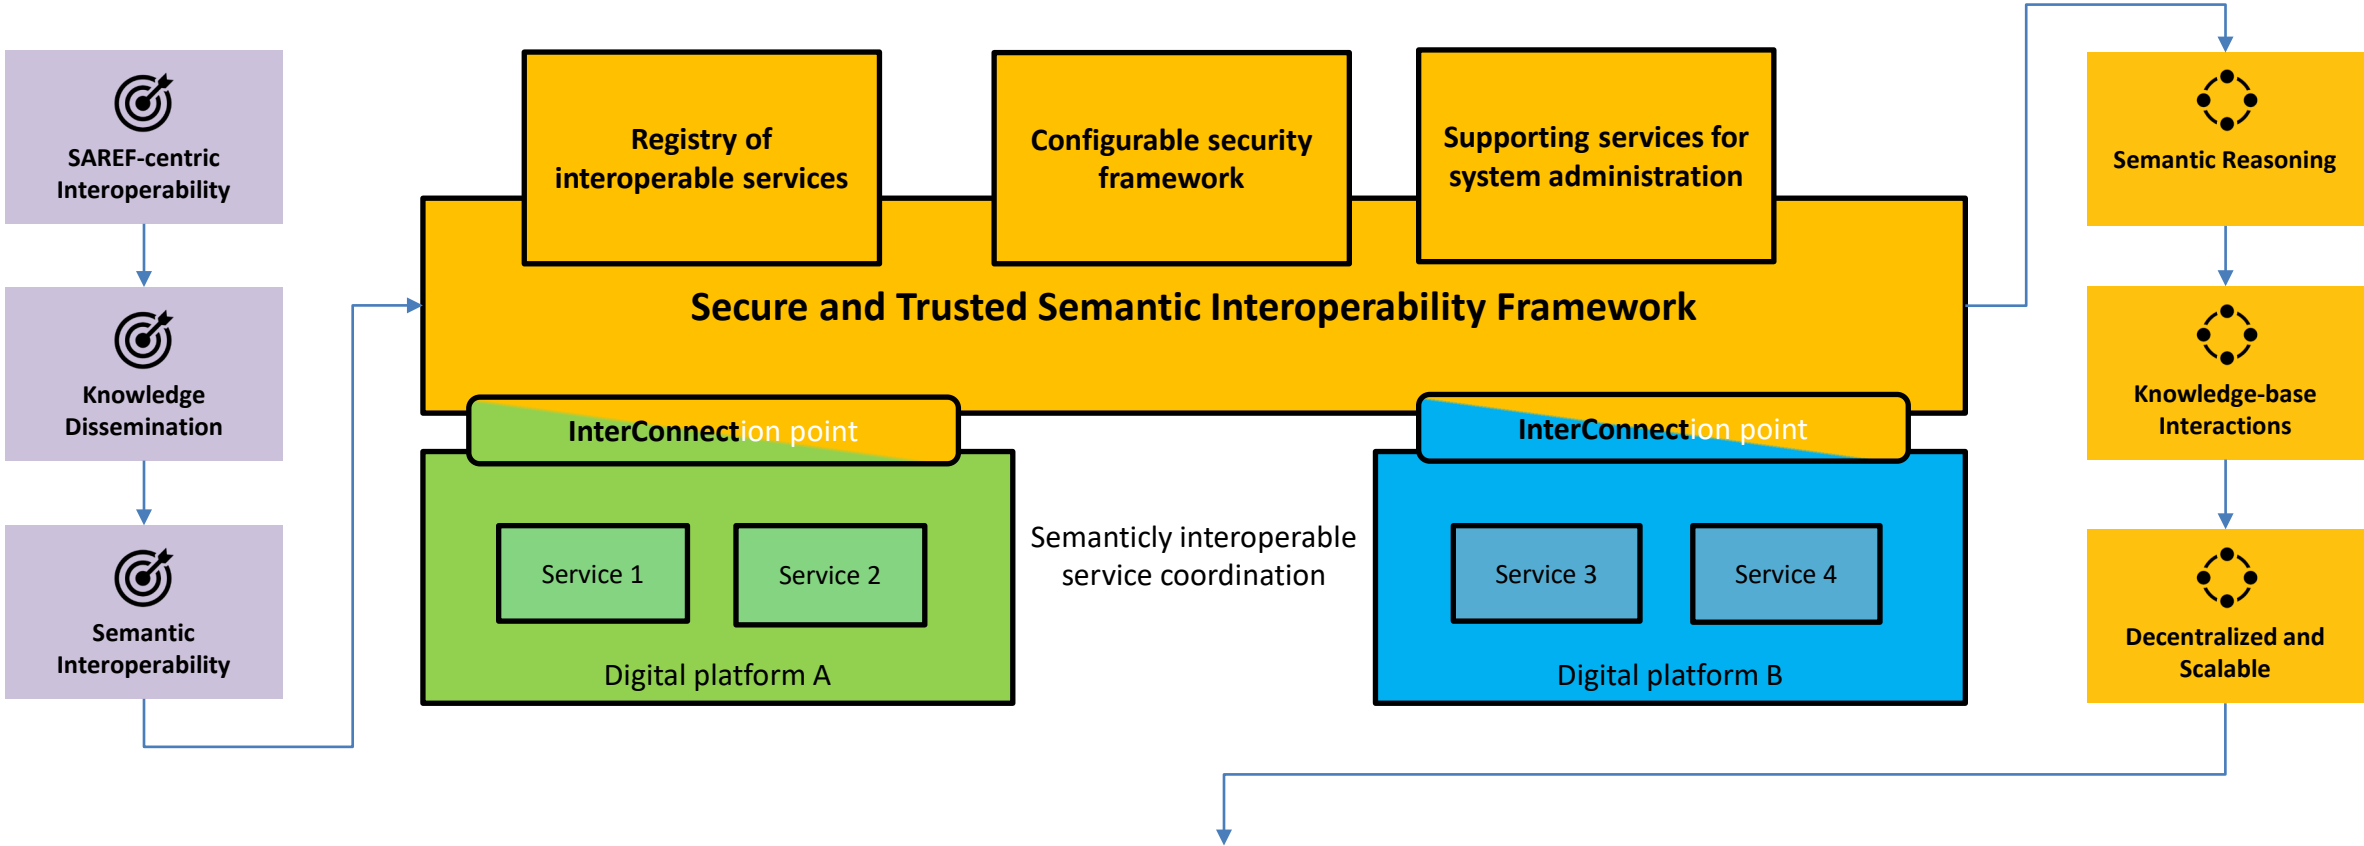 SAREF-centric
Interoperability
Knowledge
Dissemination
Semantic
Interoperability
Registry of
interoperable services
Configurable security
framework
Supporting services for
system administration
Secure and Trusted Semantic Interoperability Framework
InterConnection point
InterConnection point
Service 1
Service 2
Digital platform A
Semanticly interoperable
service coordination
Service 3
Service 4
Digital platform B
Semantic Reasoning
Knowledge-base
Interactions
Decentralized and
Scalable